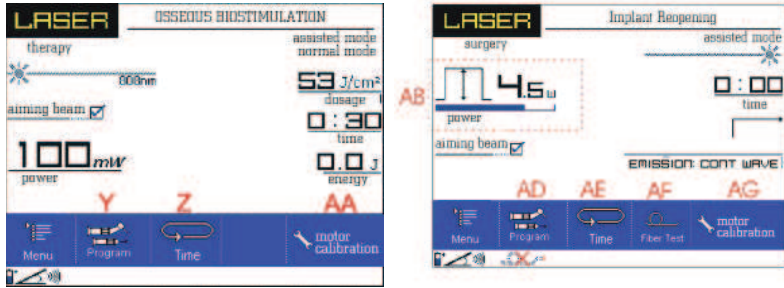 LASER
OSSEOUS BIOSTIMULATION
therapy
assisted mode
normal mode
808nm
53 J/cm²
dosage
aiming beam
0:30
time
100mW
power
0.0 J
energy
Y
Z
AA
Menu
Program
Time
motor
calibration
LASER
Implant Reopening
surgery
assisted mode
AB
4.5 w
power
0:00
time
aiming beam
EMISSION: CONT WAVE
AD
AE
AF
AG
Menu
Program
Time
Fiber Test
motor
calibration